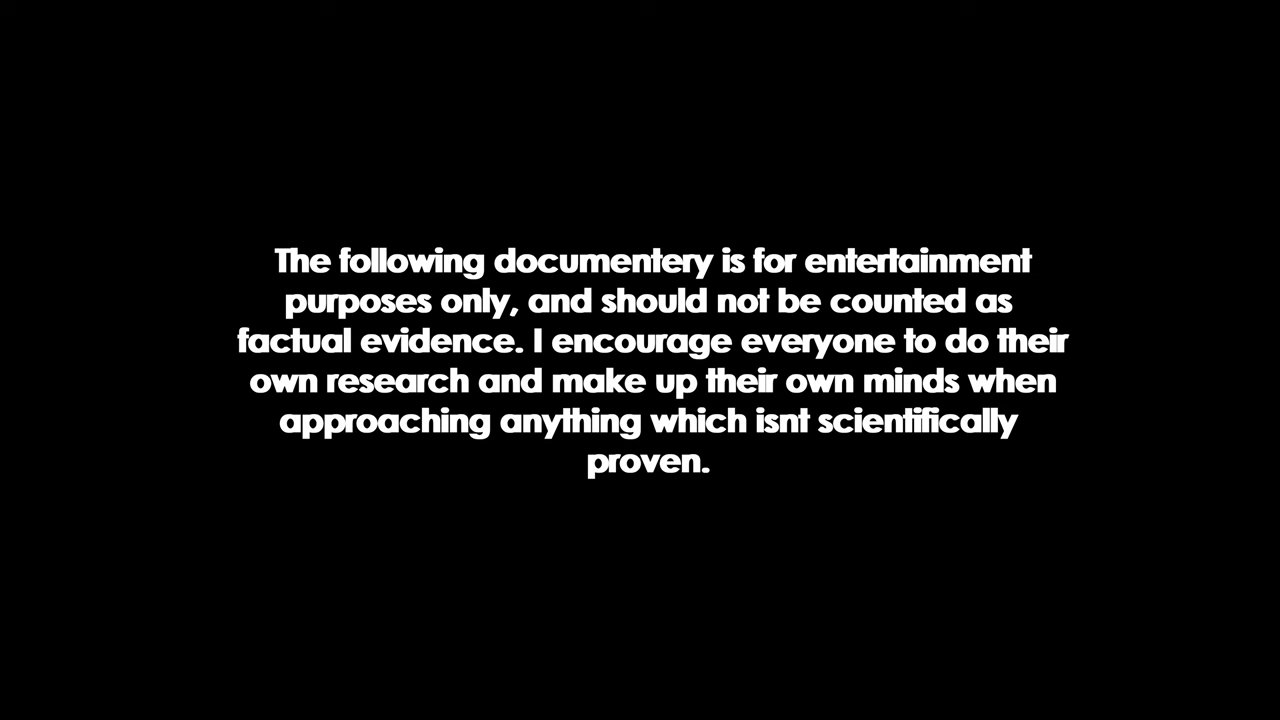 The following documentery is for entertainment
purposes only, and should not be counted as
factual evidence. I encourage everyone to do their
own research and make up their own minds when
approaching anything which isnt scientifically
proven.